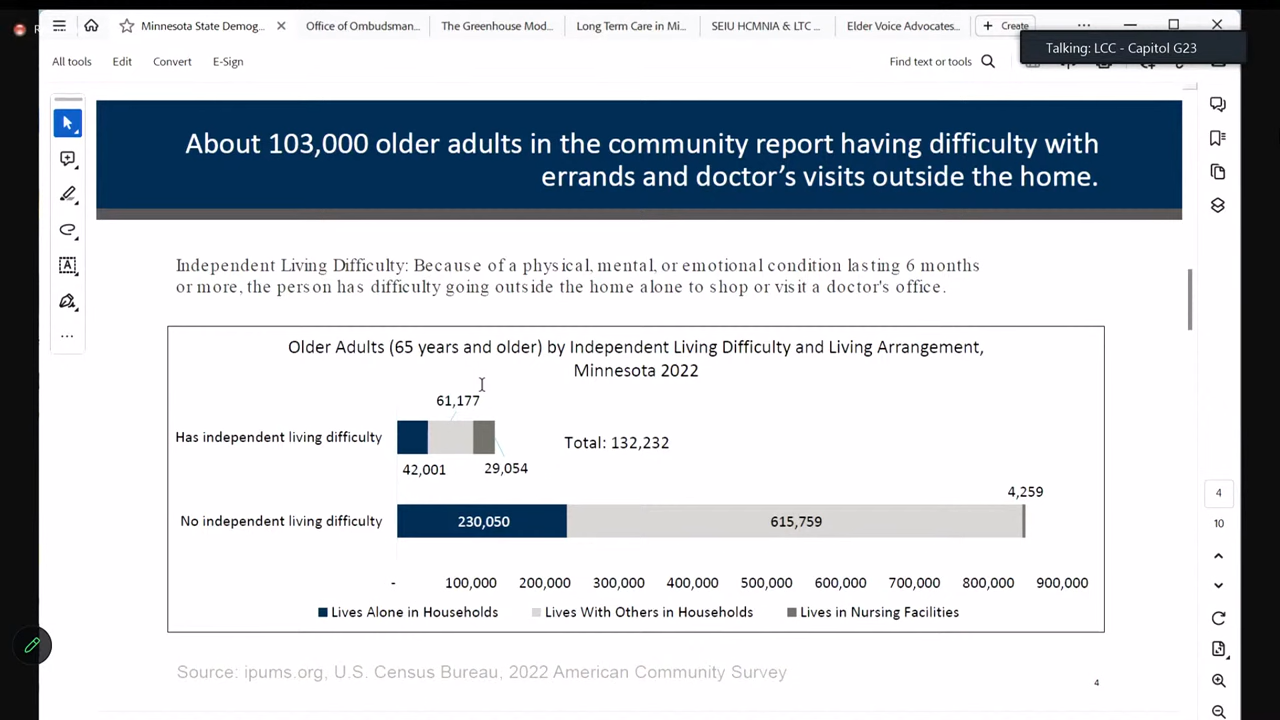 Minnesota State Demog...
Office of Ombudsman...
The Greenhouse Mod...
Long Term Care in Mi...
SEIU HCMNIA & LTC ...
Elder Voice Advocates...
+ Create
Talking: LCC - Capitol G23
All tools
Edit
Convert
E-Sign
Find text or tools
About 103,000 older adults in the community report having difficulty with
errands and doctor's visits outside the home.
Independent Living Difficulty: Because of a physical, mental, or emotional condition lasting 6 months
or more, the person has difficulty going outside the home alone to shop or visit a doctor's office.
Older Adults (65 years and older) by Independent Living Difficulty and Living Arrangement,
Minnesota 2022
61,177
Has independent living difficulty
Total: 132,232
42,001
29,054
4,259
No independent living difficulty
230,050
615,759
-
100,000
200,000
300,000
400,000
500,000
600,000
700,000
800,000
900,000
Lives Alone in Households
Lives With Others in Households
Lives in Nursing Facilities
Source: ipums.org, U.S. Census Bureau, 2022 American Community Survey
4
4
10